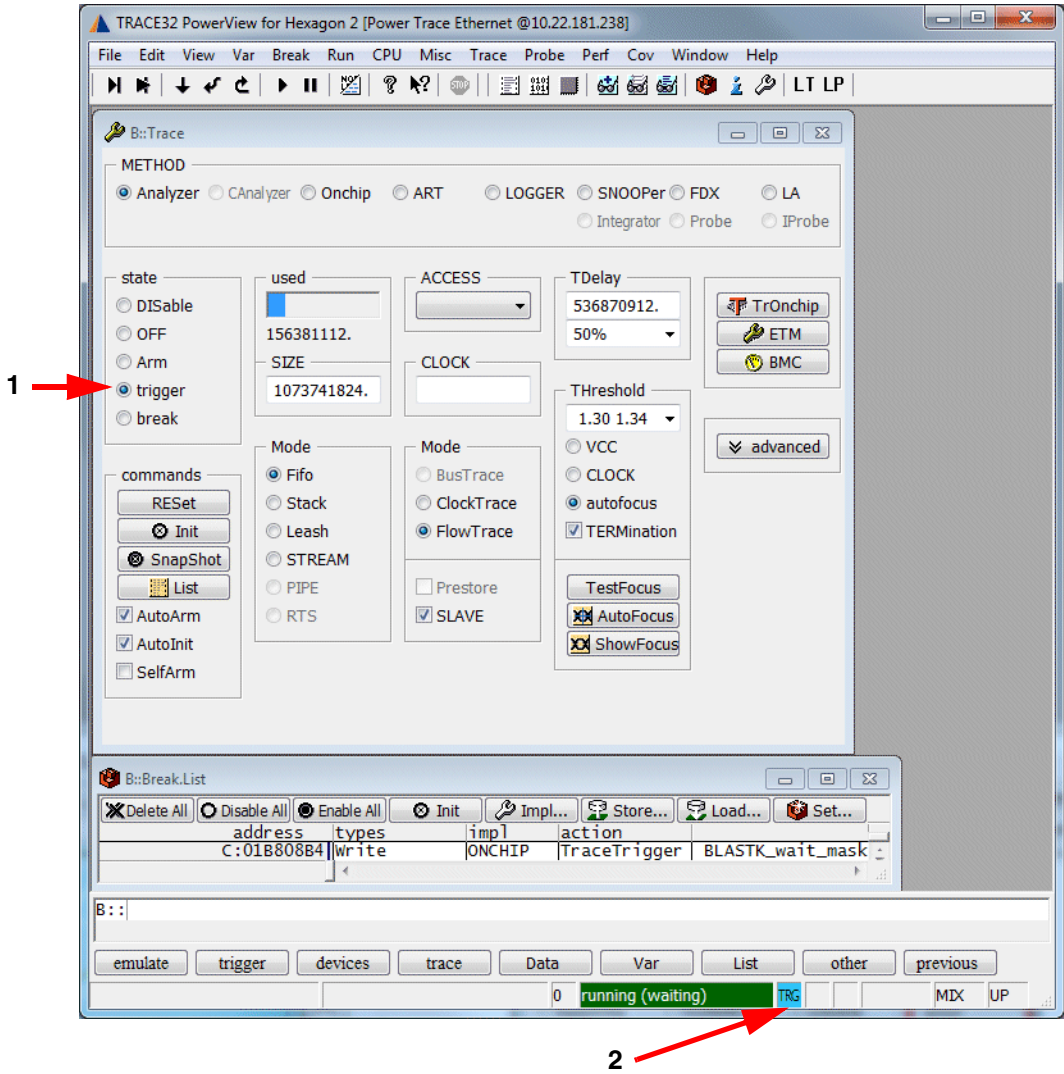 TRACE32 PowerView for Hexagon 2 [Power Trace Ethernet @10.22.181.238]
File Edit View Var Break Run CPU Misc Trace Probe Perf Cov Window Help
LT LP
B::Trace
METHOD
Analyzer CAnalyzer Onchip ART LOGGER SNOOPer FDX LA
Integrator Probe IProbe
state
DISable
OFF
Arm
1
trigger
break
used
156381112.
SIZE
1073741824.
ACCESS
CLOCK
TDelay
536870912.
50%
TrOnchip
ETM
BMC
THreshold
1.30 1.34
VCC
CLOCK
autofocus
TERMination
advanced
commands
RESet
Init
SnapShot
List
AutoArm
AutoInit
SelfArm
Mode
Fifo
Stack
Leash
STREAM
PIPE
RTS
Mode
BusTrace
ClockTrace
FlowTrace
Prestore
SLAVE
TestFocus
AutoFocus
ShowFocus
B::Break.List
Delete All Disable All Enable All Init Impl... Store... Load... Set...
address types impl action
C:01B808B4 Write ONCHIP TraceTrigger BLASTK_wait_mask
B::
emulate trigger devices trace Data Var List other previous
0 running (waiting) TRG MIX UP
2